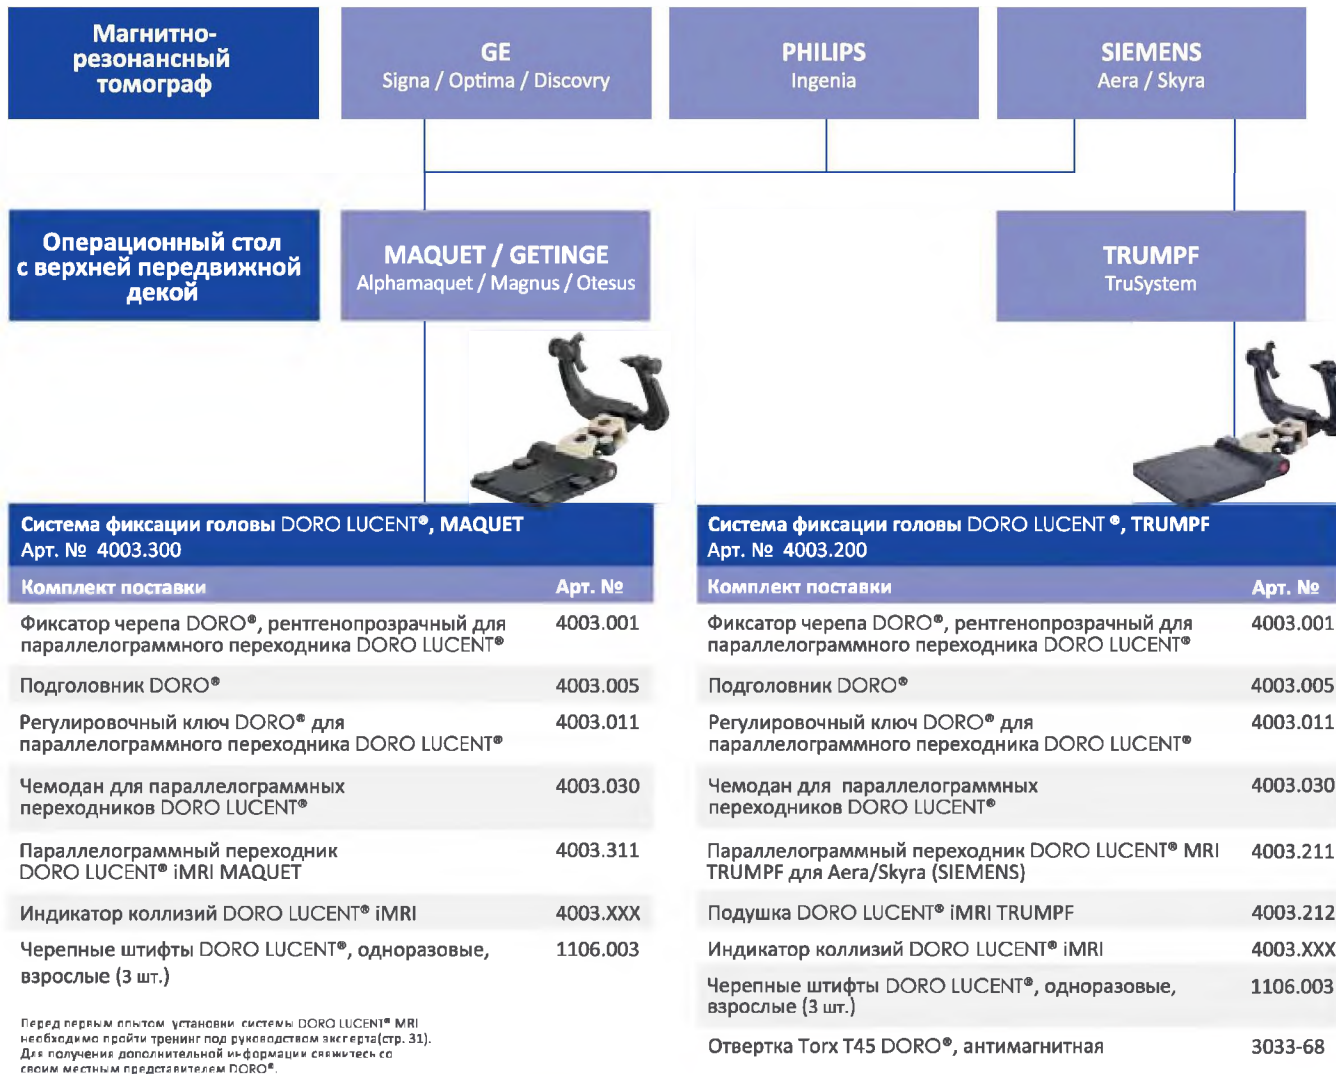 Магнитно-
резонансный
томограф
GE
Signa / Optima / Discovry
PHILIPS
Ingenia
SIEMENS
Aera / Skyra
Операционный стол
с верхней передвижной
декой
MAQUET / GETINGE
Alphamaquet / Magnus / Otesus
TRUMPF
TruSystem
Система фиксации головы DORO LUCENT®, MAQUET
Арт. № 4003.300
Комплект поставки Арт. №
Фиксатор черепа DORO®, рентгенопрозрачный для 4003.001
параллелограммного переходника DORO LUCENT®
Подголовник DORO® 4003.005
Регулировочный ключ DORO® для 4003.011
параллелограммного переходника DORO LUCENT®
Чемодан для параллелограммных 4003.030
переходников DORO LUCENT®
Параллелограммный переходник 4003.311
DORO LUCENT® iMRI MAQUET
Индикатор коллизий DORO LUCENT® iMRI 4003.XXX
Черепные штифты DORO LUCENT®, одноразовые, 1106.003
взрослые (3 шт.)
Перед первым опытом установки системы DORO LUCENT® MRI
необходимо пройти тренинг под руководством эксперта(стр. 31).
Для получения дополнительной информации свяжитесь со
своим местным представителем DORO®.
Система фиксации головы DORO LUCENT ®, TRUMPF
Арт. № 4003.200
Комплект поставки Арт. №
Фиксатор черепа DORO®, рентгенопрозрачный для 4003.001
параллелограммного переходника DORO LUCENT®
Подголовник DORO® 4003.005
Регулировочный ключ DORO® для 4003.011
параллелограммного переходника DORO LUCENT®
Чемодан для параллелограммных 4003.030
переходников DORO LUCENT®
Параллелограммный переходник DORO LUCENT® MRI 4003.211
TRUMPF для Aera/Skyra (SIEMENS)
Подушка DORO LUCENT® iMRI TRUMPF 4003.212
Индикатор коллизий DORO LUCENT® iMRI 4003.XXX
Черепные штифты DORO LUCENT®, одноразовые, 1106.003
взрослые (3 шт.)
Отвертка Torx T45 DORO®, антимагнитная 3033-68